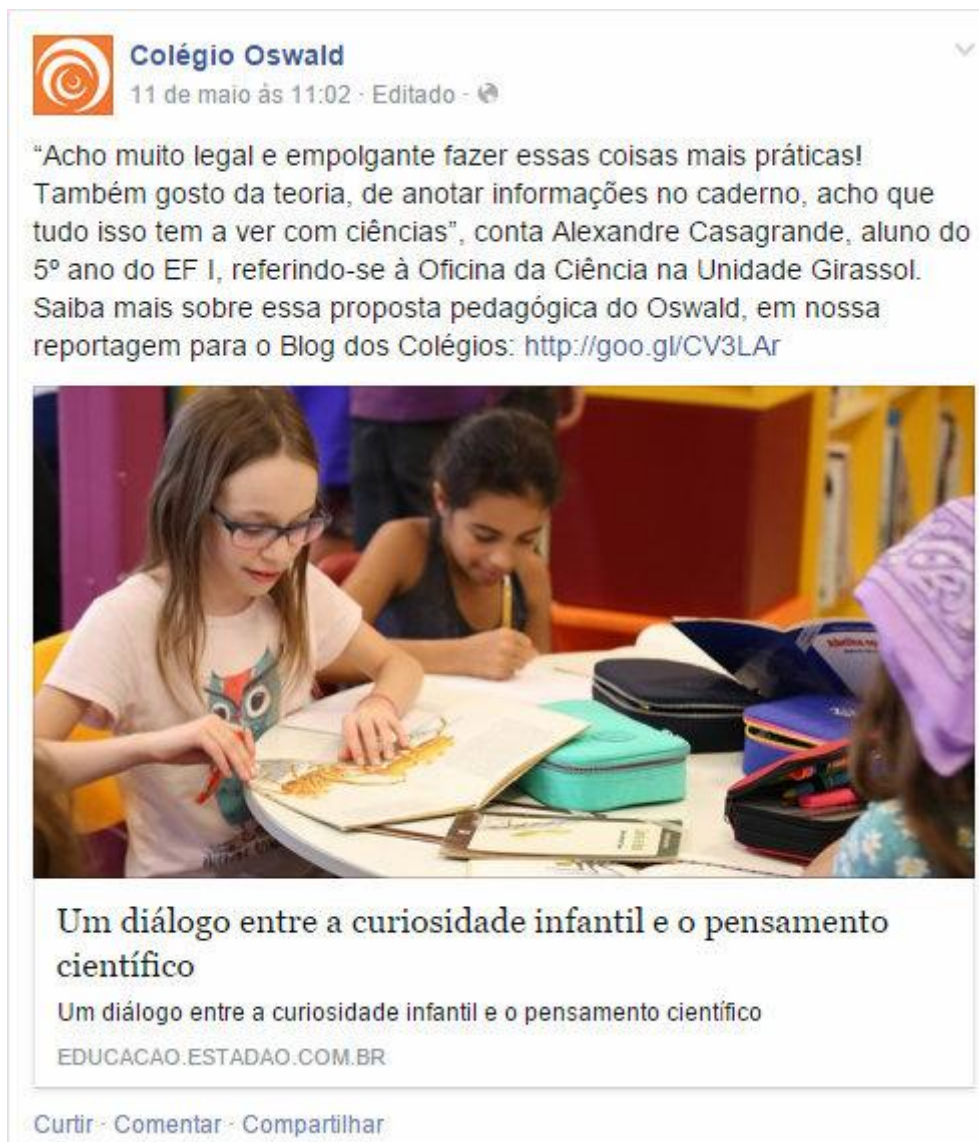 Colégio Oswald
11 de maio às 11:02 · Editado ·
“Acho muito legal e empolgante fazer essas coisas mais práticas!
Também gosto da teoria, de anotar informações no caderno, acho que
tudo isso tem a ver com ciências”, conta Alexandre Casagrande, aluno do
5º ano do EF I, referindo-se à Oficina da Ciência na Unidade Girassol.
Saiba mais sobre essa proposta pedagógica do Oswald, em nossa
reportagem para o Blog dos Colégios: http://goo.gl/CV3LAr
Um diálogo entre a curiosidade infantil e o pensamento
científico
Um diálogo entre a curiosidade infantil e o pensamento científico
EDUCACAO.ESTADAO.COM.BR
Curtir · Comentar · Compartilhar